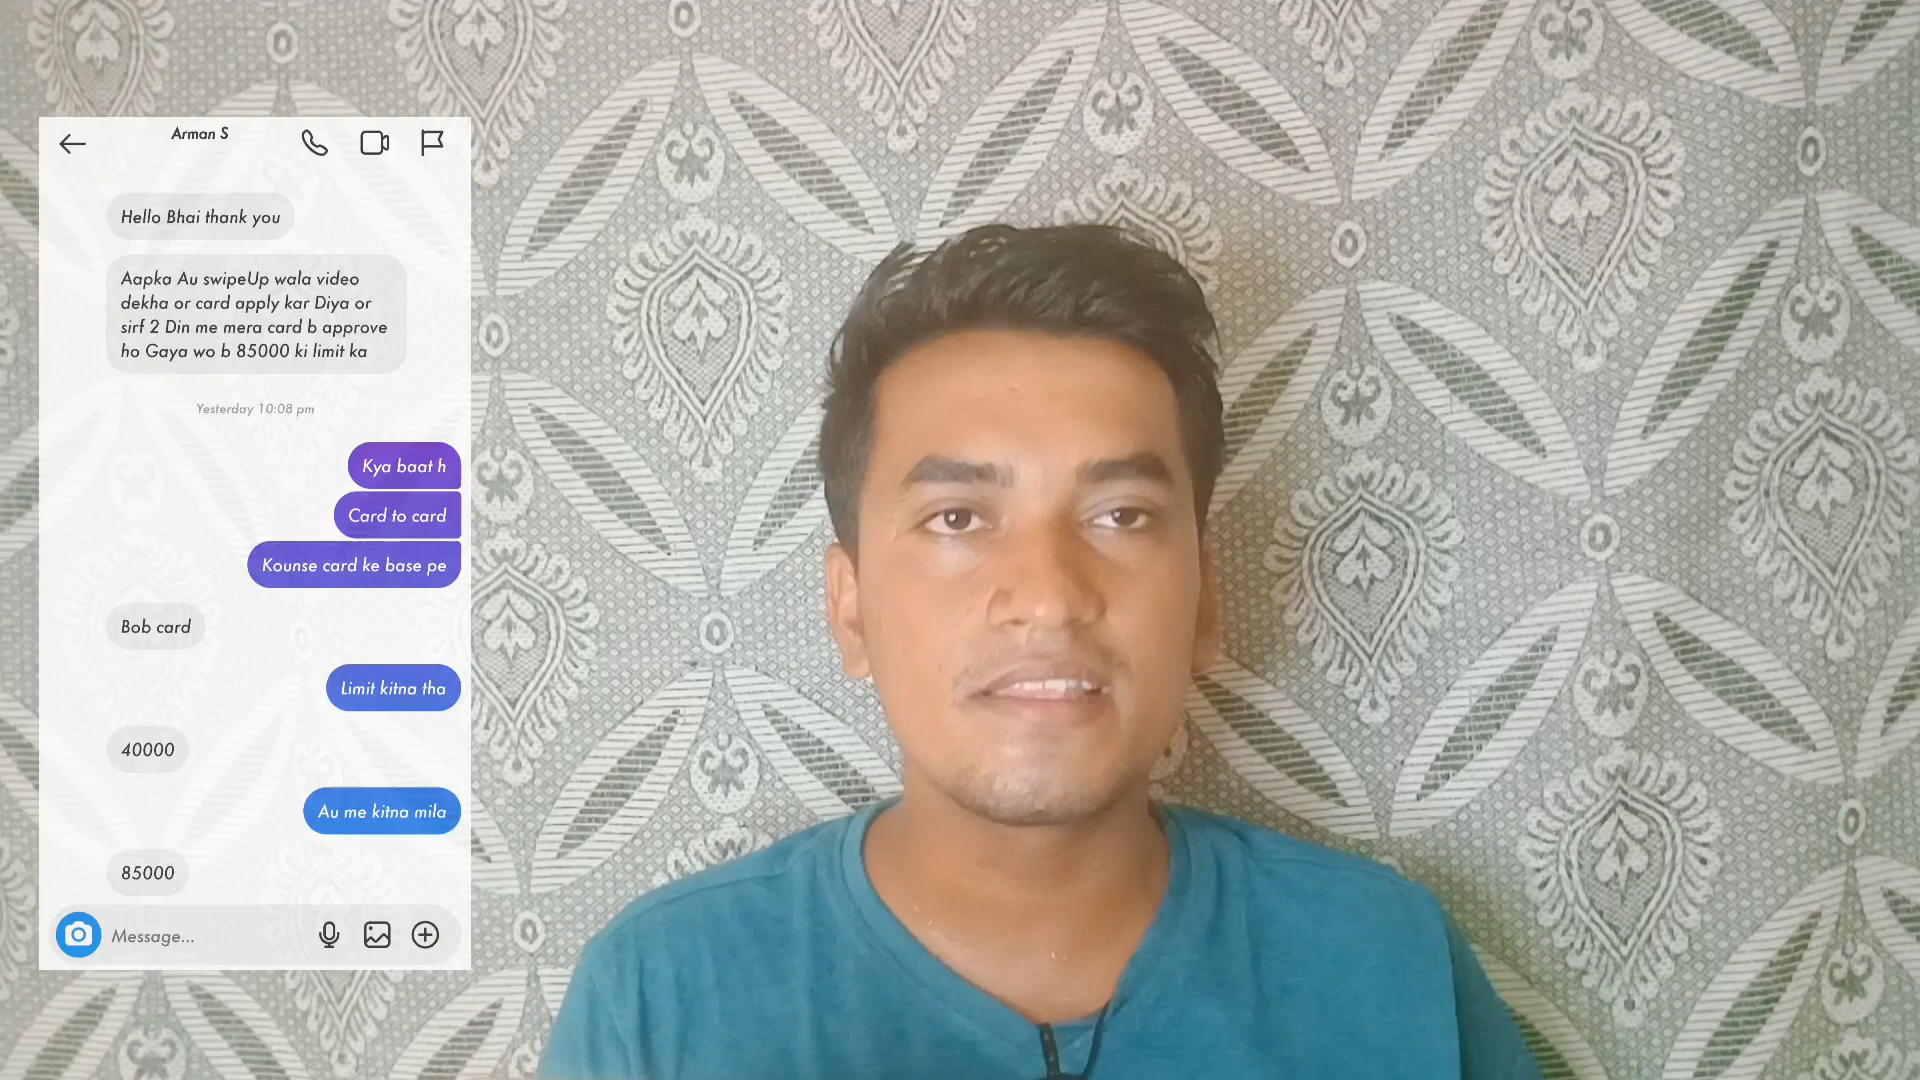 Arman S
Hello Bhai thank you
Aapka Au swipeUp wala video
dekha or card apply kar Diya or
sirf 2 Din me mera card b approve
ho Gaya wo b 85000 ki limit ka
Yesterday 10:08 pm
Kya baat h
Card to card
Kounse card ke base pe
Bob card
Limit kitna tha
40000
Au me kitna mila
85000
Message...